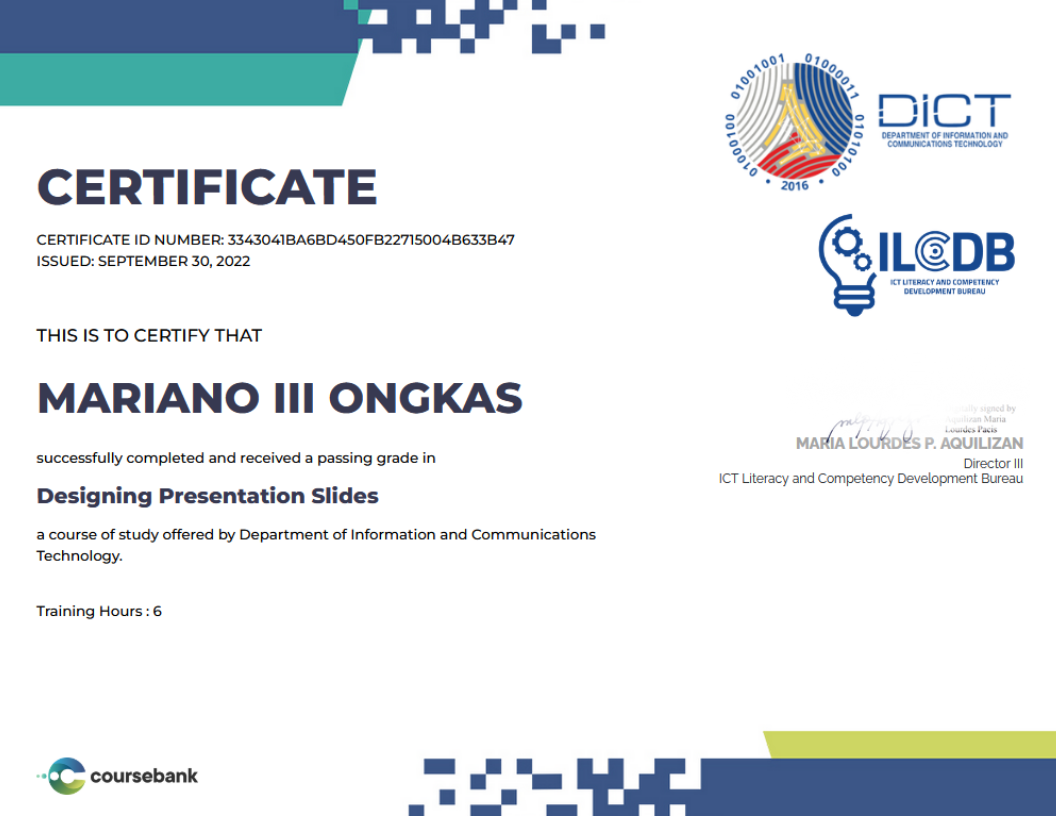 01001001 01000011
01000100
01010100
• 2016 •
DICT
DEPARTMENT OF INFORMATION AND
COMMUNICATIONS TECHNOLOGY
CERTIFICATE
CERTIFICATE ID NUMBER: 3343041BA6BD450FB22715004B633B47
ISSUED: SEPTEMBER 30, 2022
ILCDB
ICT LITERACY AND COMPETENCY
DEVELOPMENT BUREAU
THIS IS TO CERTIFY THAT
MARIANO III ONGKAS
successfully completed and received a passing grade in
Designing Presentation Slides
a course of study offered by Department of Information and Communications
Technology.
Training Hours : 6
signed by
Maria
Lourdes Pacis
MARIA LOURDES P. AQUILIZAN
Director III
ICT Literacy and Competency Development Bureau
coursebank